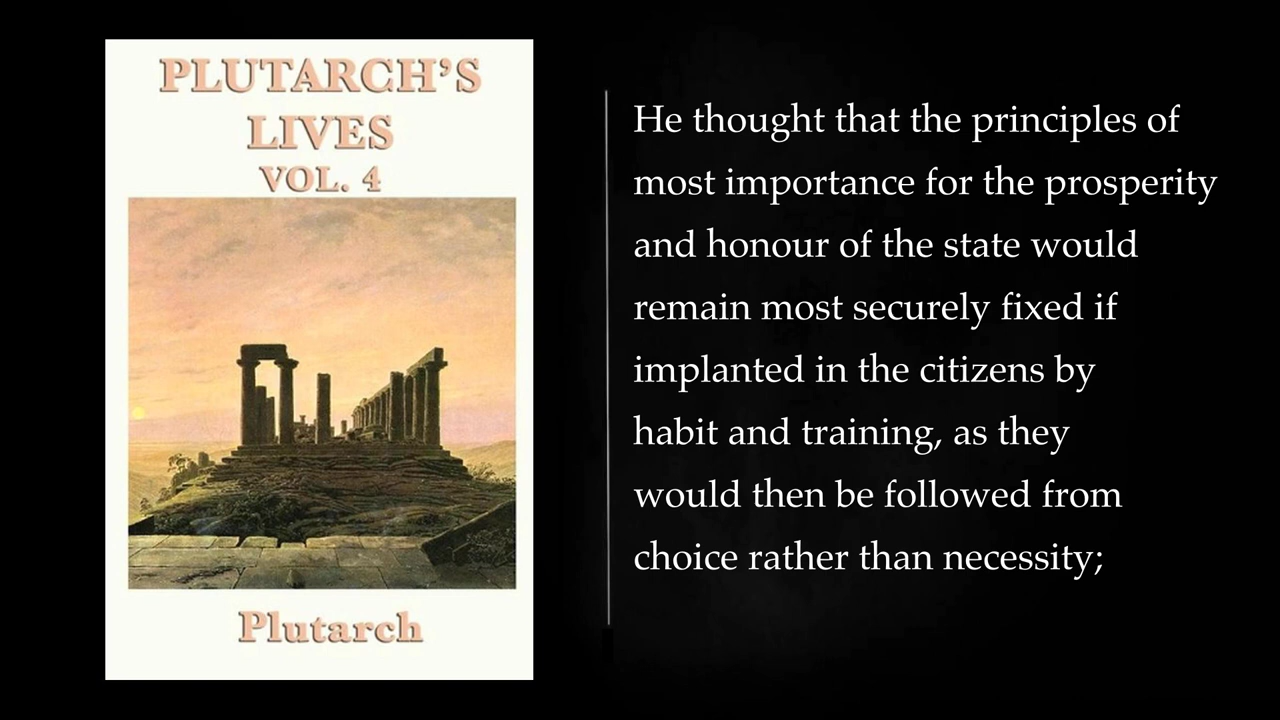 PLUTARCH'S
LIVES
VOL. 4
Plutarch
He thought that the principles of
most importance for the prosperity
and honour of the state would
remain most securely fixed if
implanted in the citizens by
habit and training, as they
would then be followed from
choice rather than necessity;